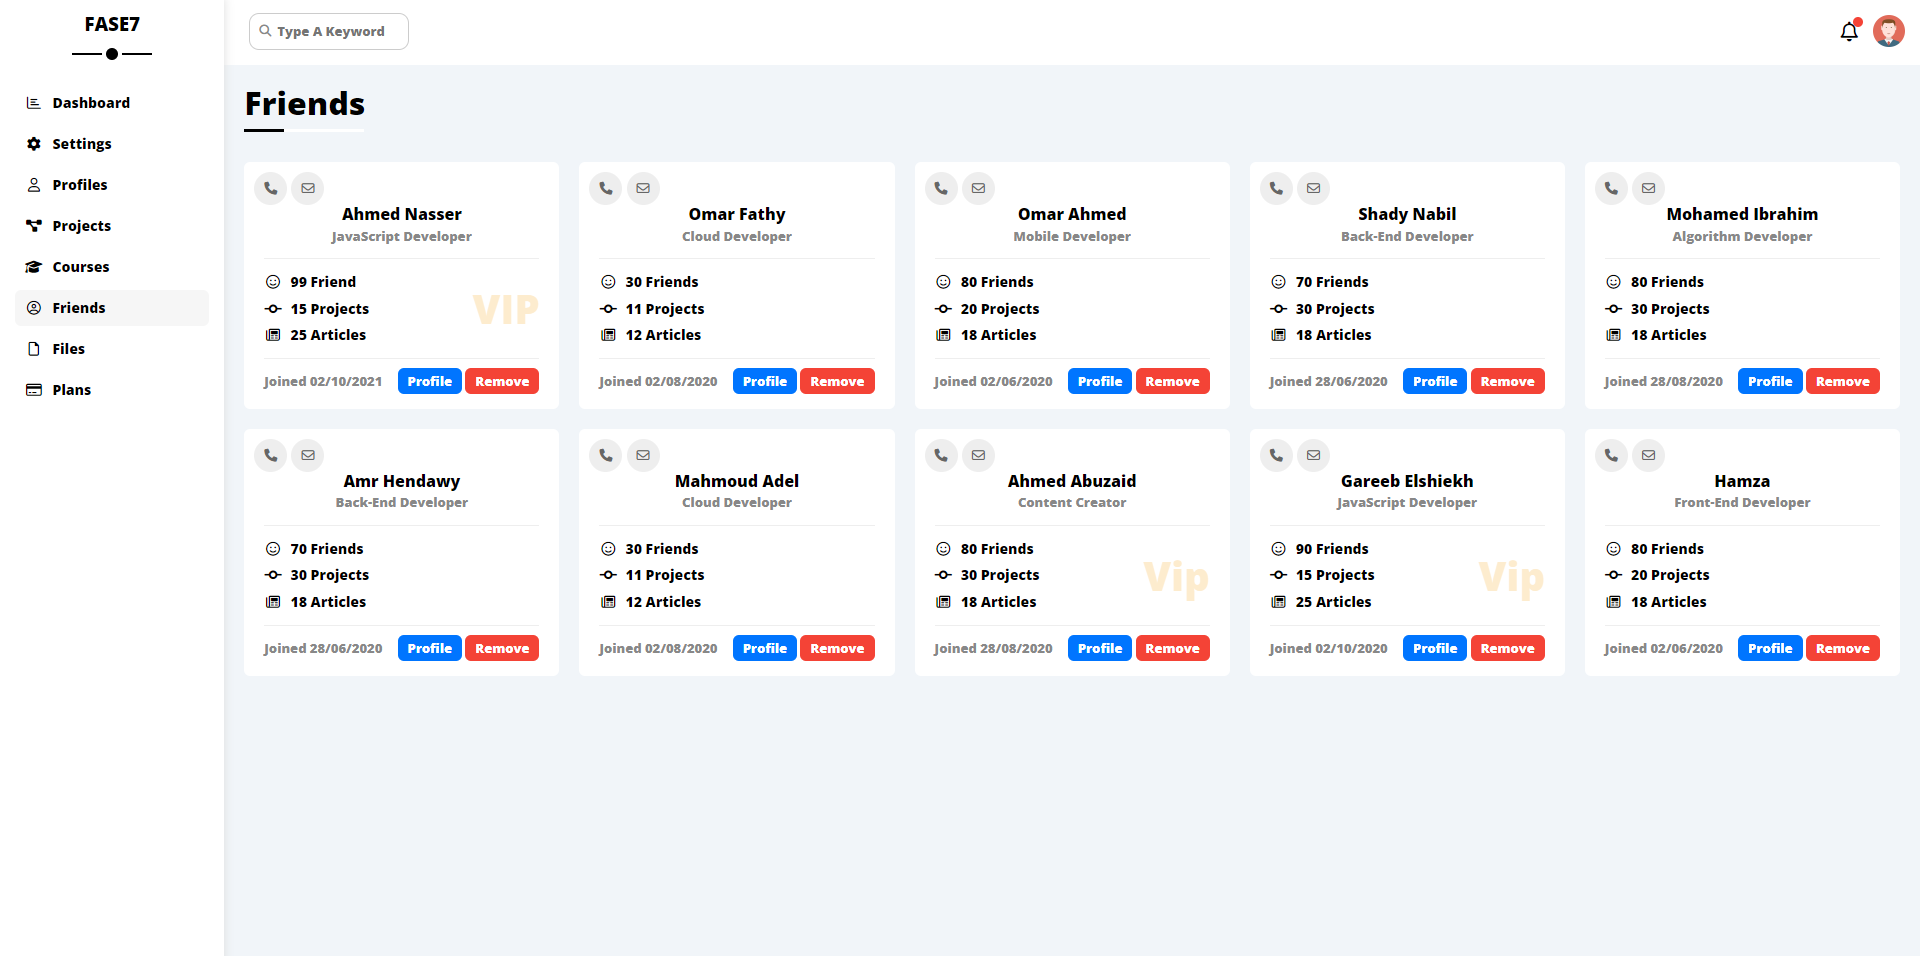 FASE7
Type A Keyword
Dashboard
Settings
Profiles
Projects
Courses
Friends
Files
Plans
Friends
Ahmed Nasser
JavaScript Developer
99 Friend
15 Projects
25 Articles
VIP
Joined 02/10/2021 Profile Remove
Omar Fathy
Cloud Developer
30 Friends
11 Projects
12 Articles
Joined 02/08/2020 Profile Remove
Omar Ahmed
Mobile Developer
80 Friends
20 Projects
18 Articles
Joined 02/06/2020 Profile Remove
Shady Nabil
Back-End Developer
70 Friends
30 Projects
18 Articles
Joined 28/06/2020 Profile Remove
Mohamed Ibrahim
Algorithm Developer
80 Friends
30 Projects
18 Articles
Joined 28/08/2020 Profile Remove
Amr Hendawy
Back-End Developer
70 Friends
30 Projects
18 Articles
Joined 28/06/2020 Profile Remove
Mahmoud Adel
Cloud Developer
30 Friends
11 Projects
12 Articles
Joined 02/08/2020 Profile Remove
Ahmed Abuzaid
Content Creator
80 Friends
30 Projects
18 Articles
Vip
Joined 28/08/2020 Profile Remove
Gareeb Elshiekh
JavaScript Developer
90 Friends
15 Projects
25 Articles
Vip
Joined 02/10/2020 Profile Remove
Hamza
Front-End Developer
80 Friends
20 Projects
18 Articles
Joined 02/06/2020 Profile Remove